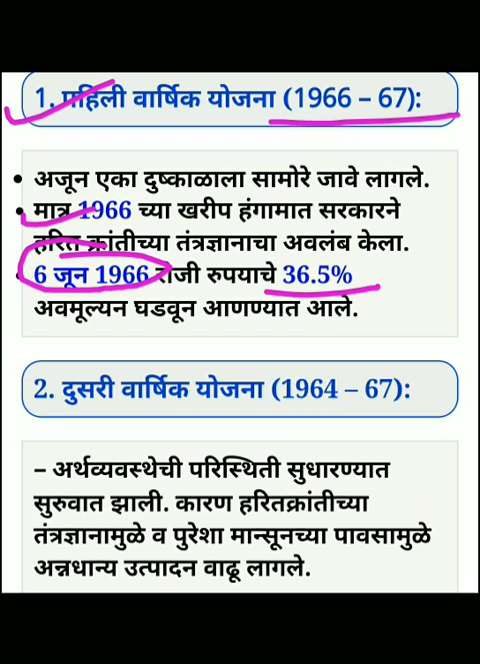 1. पहिली वार्षिक योजना (1966 – 67):
• अजून एका दुष्काळाला सामोरे जावे लागले.
• मात्र 1966 च्या खरीप हंगामात सरकारने
हरित क्रांतीच्या तंत्रज्ञानाचा अवलंब केला.
• 6 जून 1966 रोजी रुपयाचे 36.5%
अवमूल्यन घडवून आणण्यात आले.
2. दुसरी वार्षिक योजना (1964 – 67):
– अर्थव्यवस्थेची परिस्थिती सुधारण्यात
सुरुवात झाली. कारण हरितक्रांतीच्या
तंत्रज्ञानामुळे व पुरेशा मान्सूनच्या पावसामुळे
अन्नधान्य उत्पादन वाढू लागले.